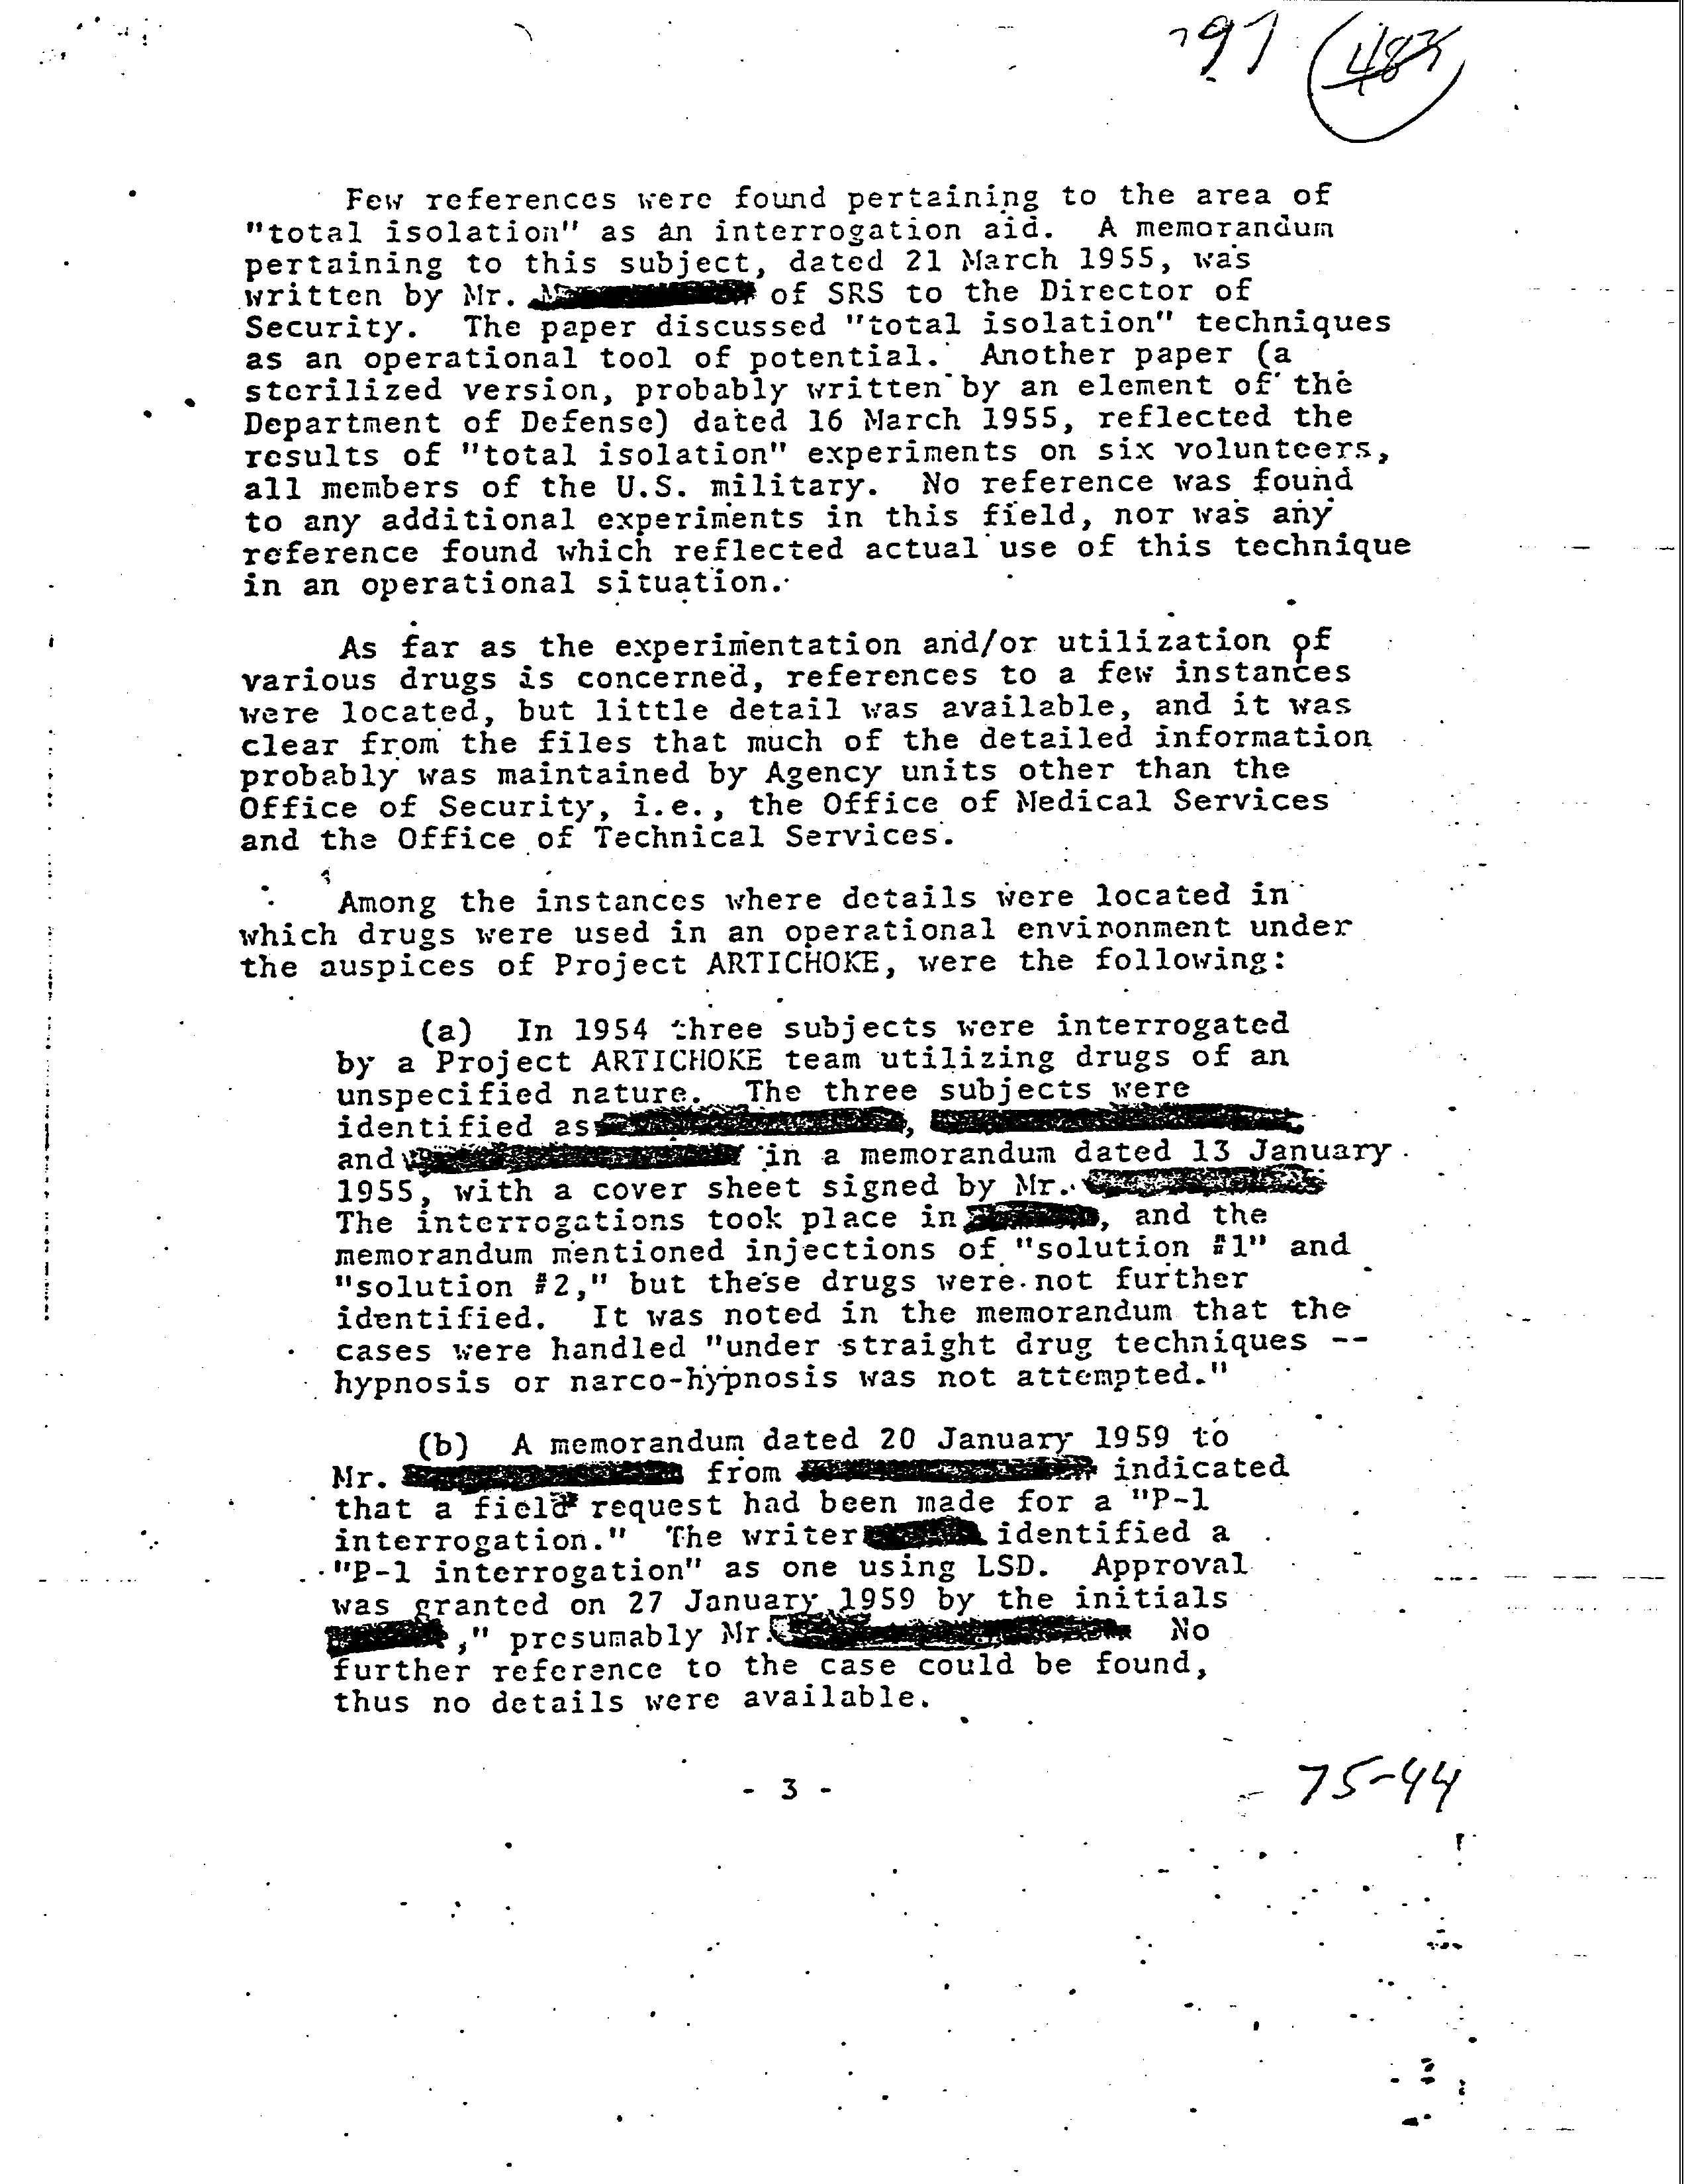 Few references were found pertaining to the area of
"total isolation" as an interrogation aid. A memorandum
pertaining to this subject, dated 21 March 1955, was
written by Mr. of SRS to the Director of
Security. The paper discussed "total isolation" techniques
as an operational tool of potential. Another paper (a
sterilized version, probably written by an element of the
Department of Defense) dated 16 March 1955, reflected the
results of "total isolation" experiments on six volunteers,
all members of the U.S. military. No reference was found
to any additional experiments in this field, nor was any
reference found which reflected actual use of this technique
in an operational situation.
As far as the experimentation and/or utilization of
various drugs is concerned, references to a few instances
were located, but little detail was available, and it was
clear from the files that much of the detailed information
probably was maintained by Agency units other than the
Office of Security, i.e., the Office of Medical Services
and the Office of Technical Services.
Among the instances where details were located in
which drugs were used in an operational environment under
the auspices of Project ARTICHOKE, were the following:
(a) In 1954 three subjects were interrogated
by a Project ARTICHOKE team utilizing drugs of an
unspecified nature. The three subjects were
identified as , ,
and in a memorandum dated 13 January
1955, with a cover sheet signed by Mr.
The interrogations took place in , and the
memorandum mentioned injections of "solution #1" and
"solution #2," but these drugs were not further
identified. It was noted in the memorandum that the
cases were handled "under straight drug techniques --
hypnosis or narco-hypnosis was not attempted."
(b) A memorandum dated 20 January 1959 to
Mr. from indicated
that a field request had been made for a "P-1
interrogation." The writer identified a
"P-1 interrogation" as one using LSD. Approval
was granted on 27 January 1959 by the initials
," presumably Mr. No
further reference to the case could be found,
thus no details were available.
- 3 -
75-44